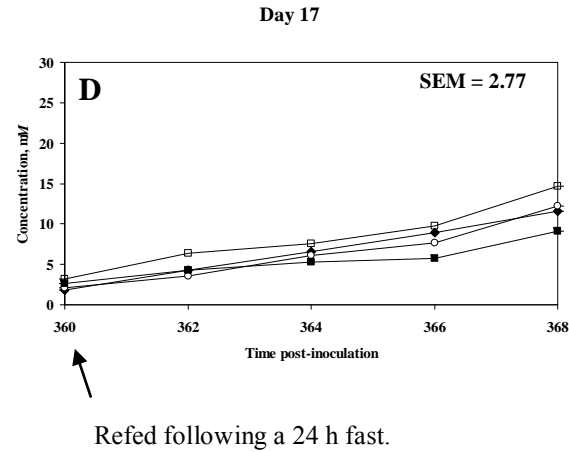 Day 17
D
SEM = 2.77
30
25
20
15
10
5
0
Concentration, mM
360
362
364
366
368
Time post-inoculation
Refed following a 24 h fast.